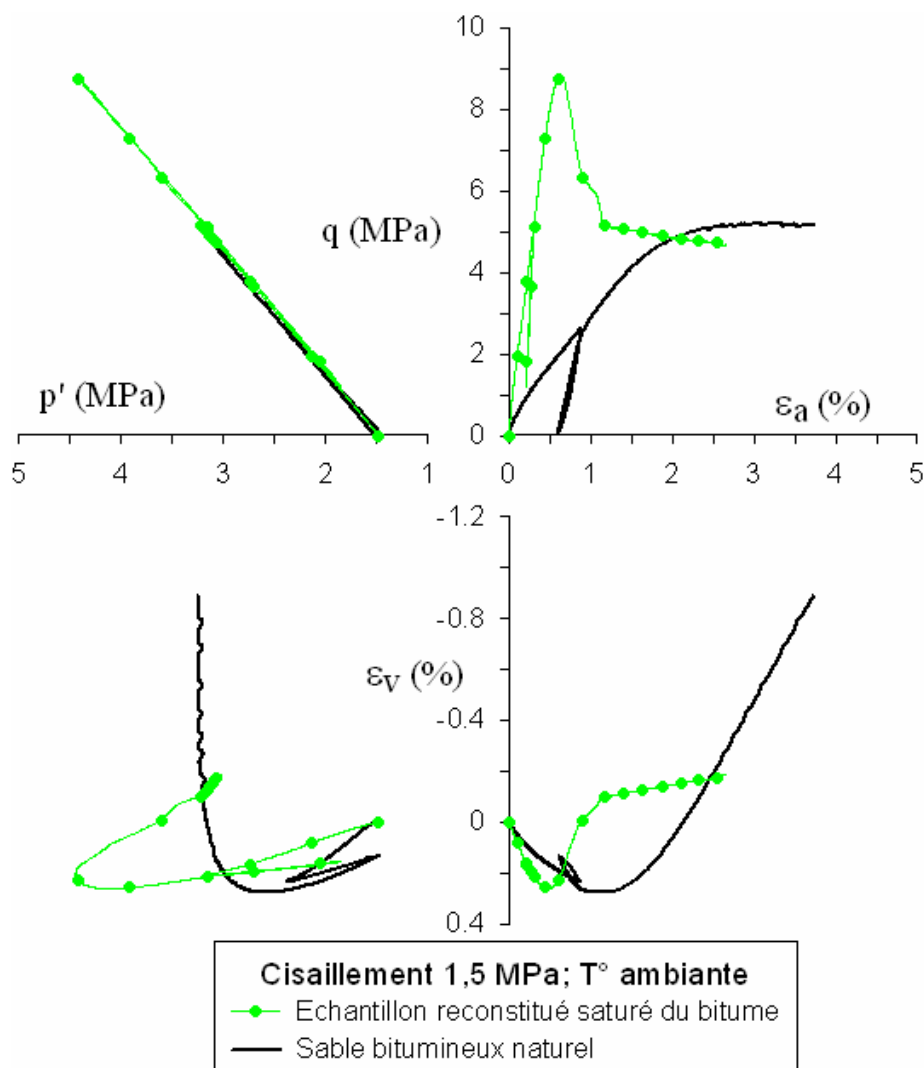 10
8
6
4
2
0
q (MPa)
p' (MPa)
εa (%)
5 4 3 2 1
0 1 2 3 4 5
-1.2
-0.8
-0.4
0
0.4
εv (%)
Cisaillement 1,5 MPa; T° ambiante
Echantillon reconstitué saturé du bitume
Sable bitumineux naturel